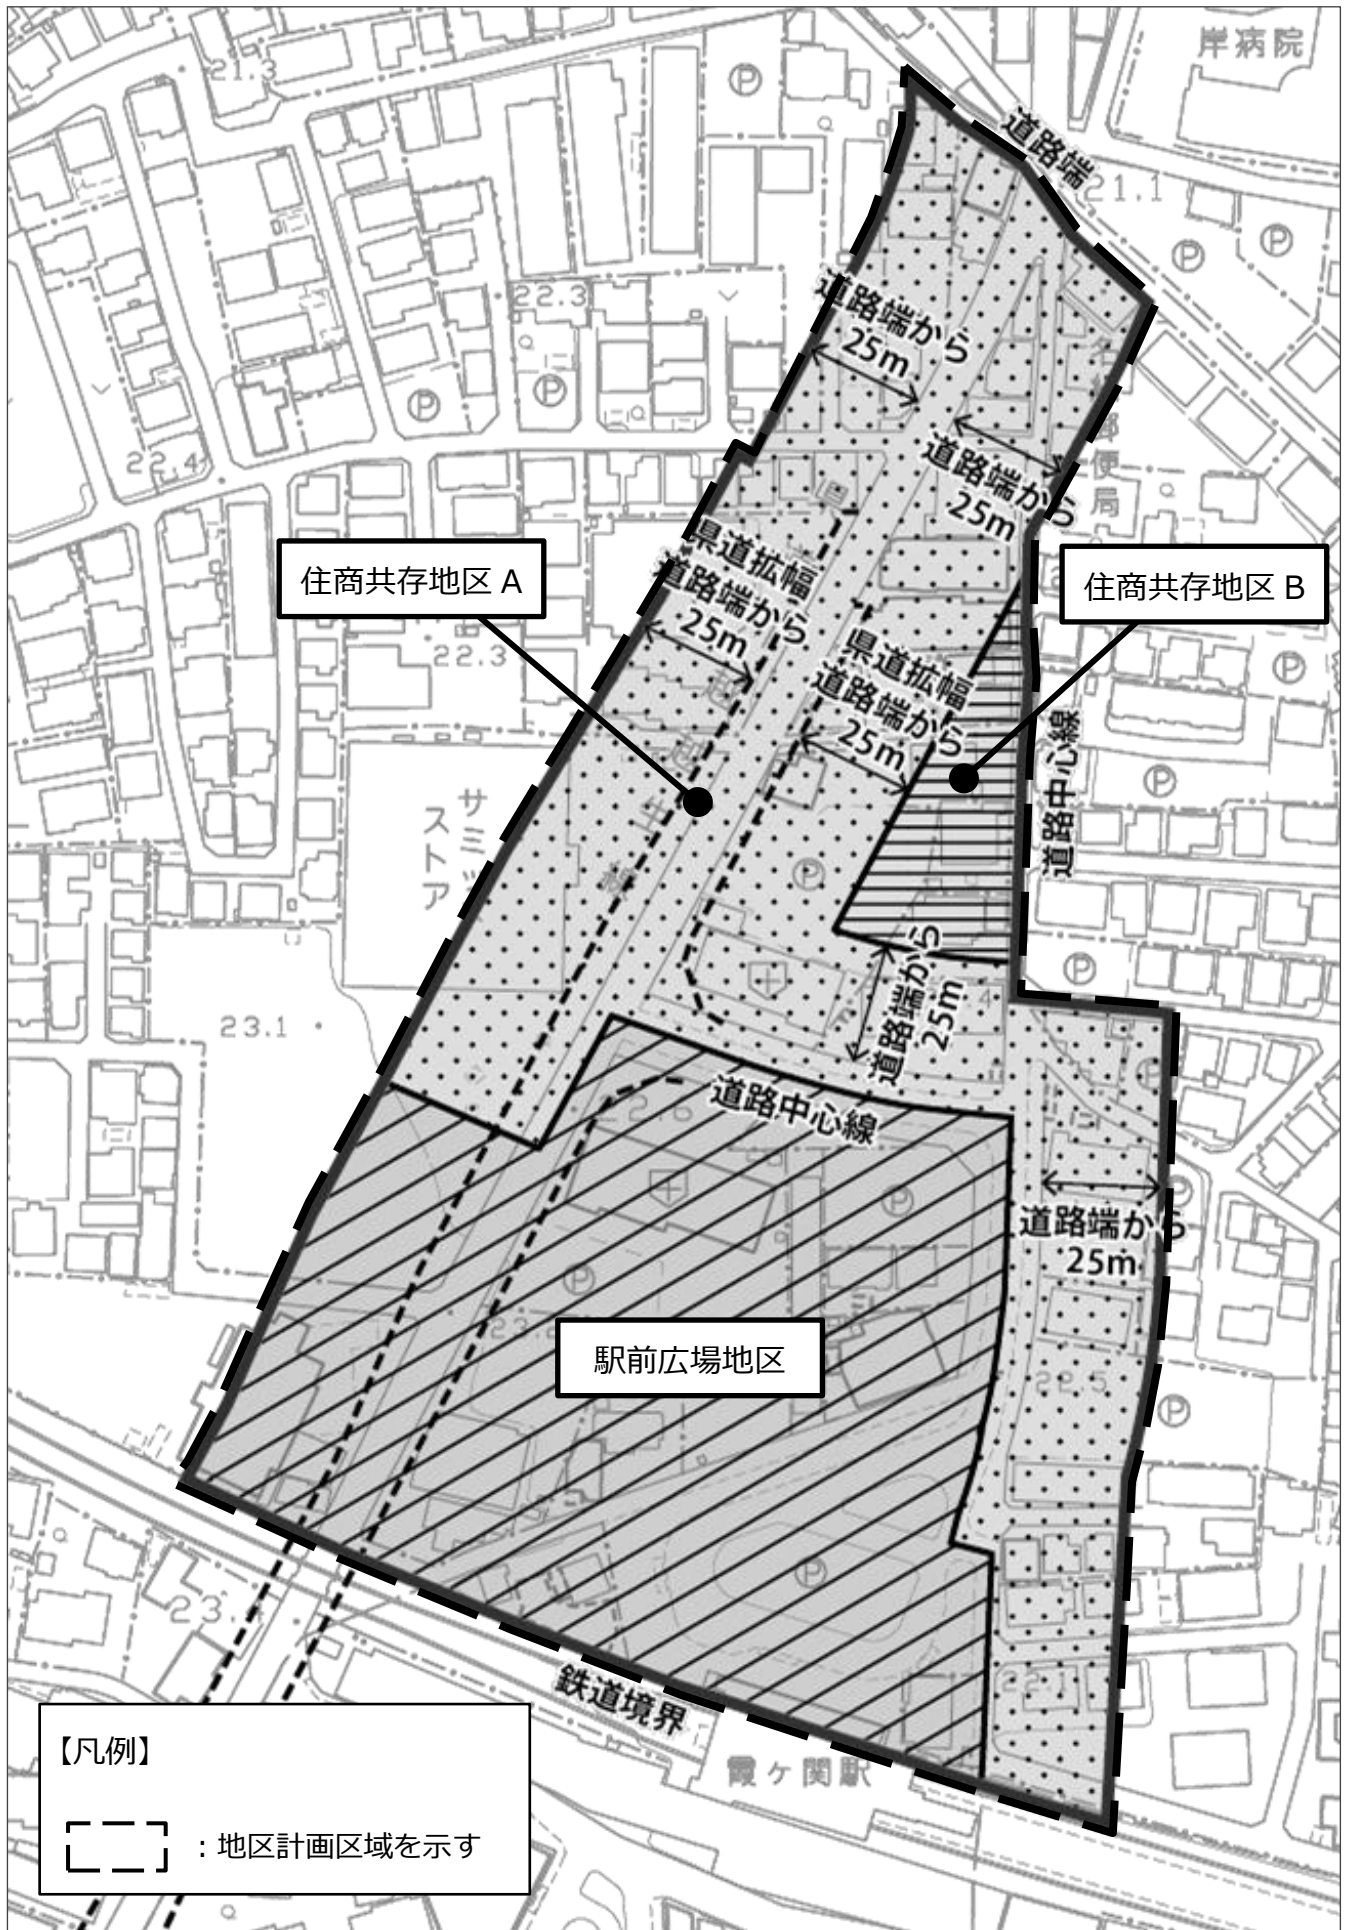 岸病院
21.3
道路端
21.1
22.3
道路端から
25m
22.4
道路端から
25m
郵便局
県道拡幅
道路端から
25m
住商共存地区 A
住商共存地区 B
22.3
県道拡幅
道路端から
25m
道路中心線
サミッ
ストア
道路端から
25m
23.1
道路中心線
道路端から
25m
駅前広場地区
22.5
鉄道境界
霞ヶ関駅
【凡例】
：地区計画区域を示す